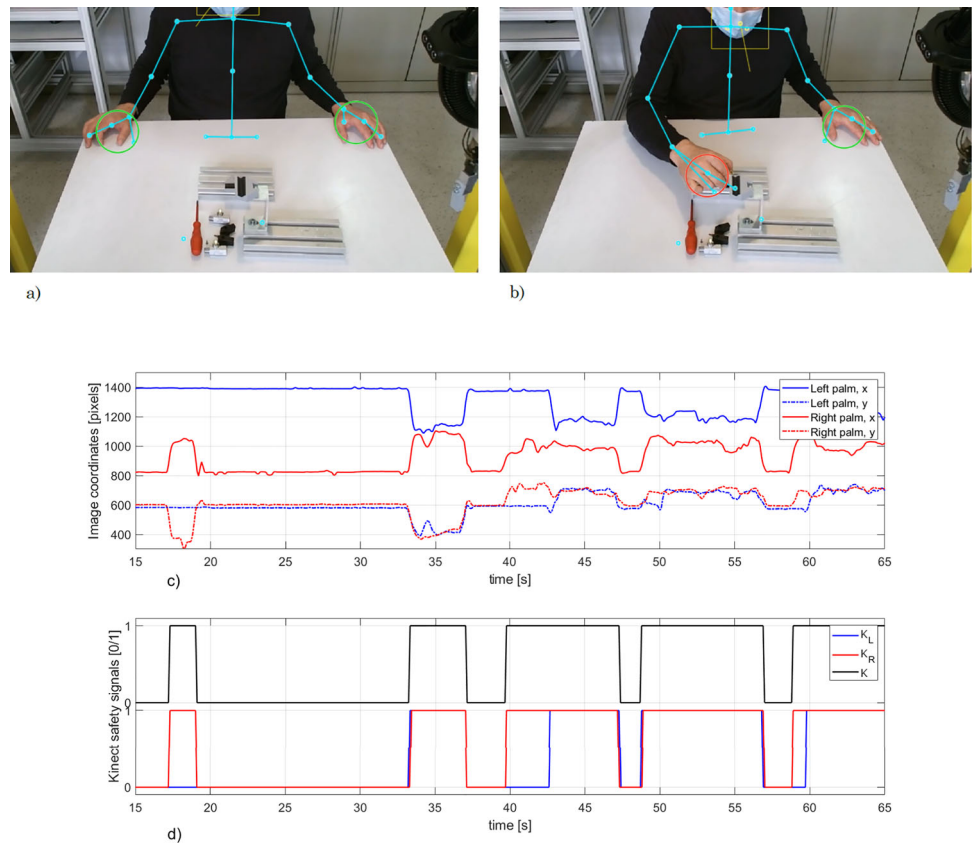 a)
b)
Image coordinates [pixels]
1400
1200
1000
800
600
400
Left palm, x
Left palm, y
Right palm, x
Right palm, y
15 20 25 30 35 40 45 50 55 60 65
time [s]
c)
Kinect safety signals [0/1]
1
0
1
0
K_L
K_R
K
15 20 25 30 35 40 45 50 55 60 65
time [s]
d)